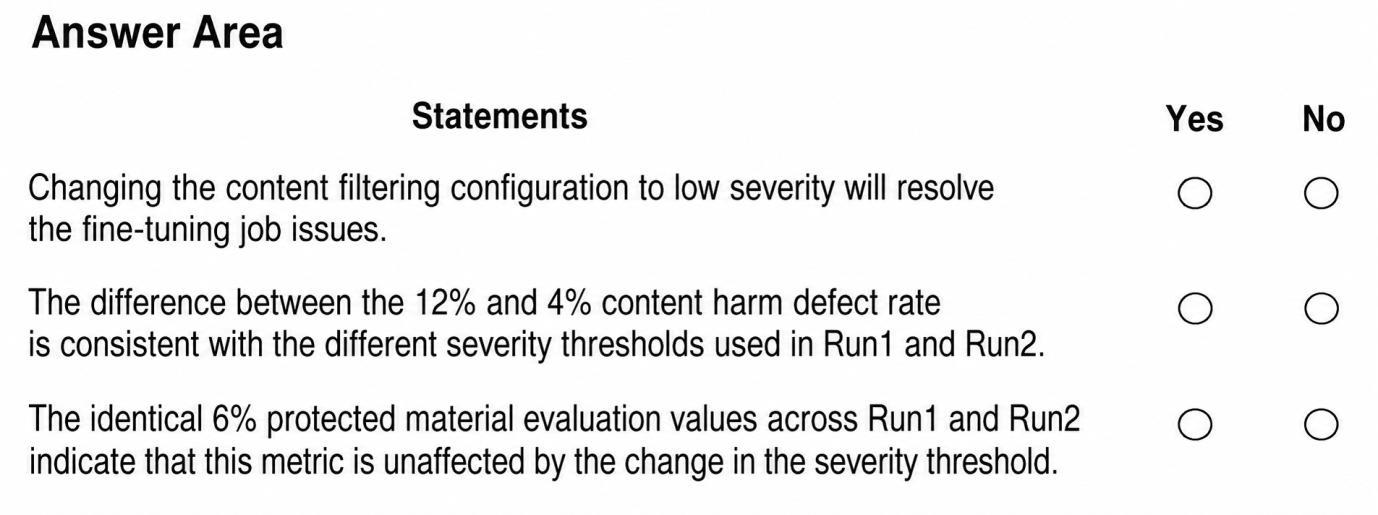 Answer Area
Statements Yes No
Changing the content filtering configuration to low severity will resolve
the fine-tuning job issues.
The difference between the 12% and 4% content harm defect rate
is consistent with the different severity thresholds used in Run1 and Run2.
The identical 6% protected material evaluation values across Run1 and Run2
indicate that this metric is unaffected by the change in the severity threshold.